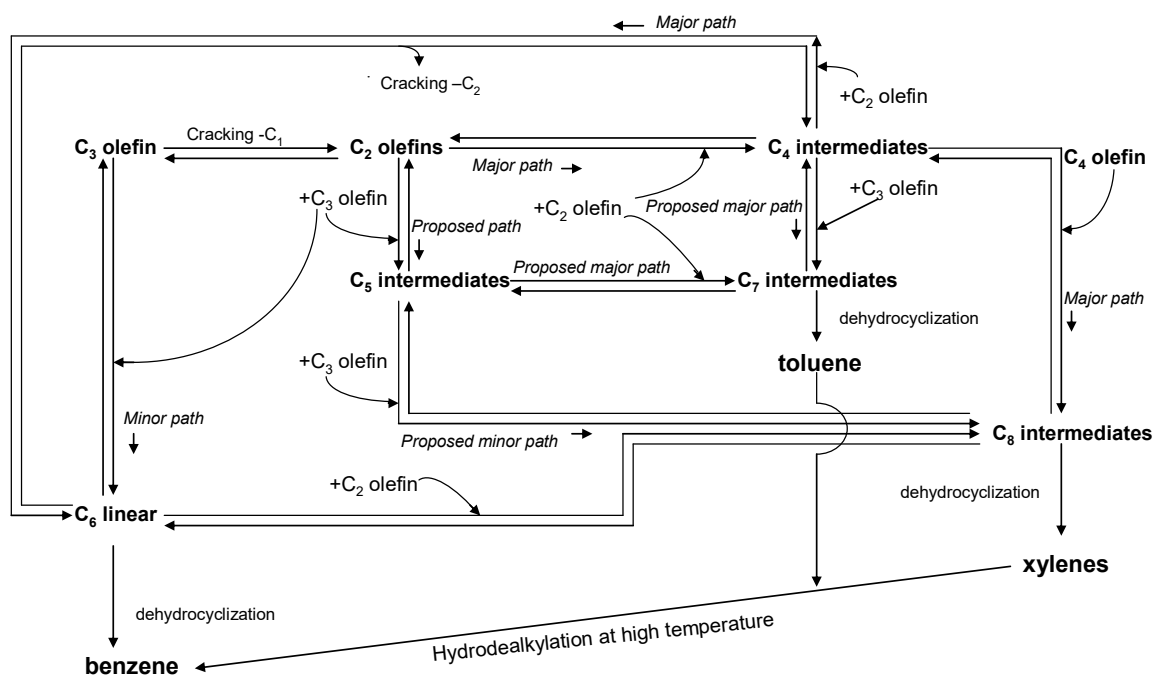 Major path
Cracking –C₂
+C₂ olefin
C₃ olefin
Cracking -C₁
C₂ olefins
C₄ intermediates
C₄ olefin
Major path
+C₃ olefin
+C₂ olefin
Proposed major path
+C₃ olefin
Proposed path
Proposed major path
C₅ intermediates
C₇ intermediates
Major path
dehydrocyclization
toluene
+C₃ olefin
Minor path
Proposed minor path
C₈ intermediates
+C₂ olefin
dehydrocyclization
C₆ linear
xylenes
dehydrocyclization
Hydrodealkylation at high temperature
benzene